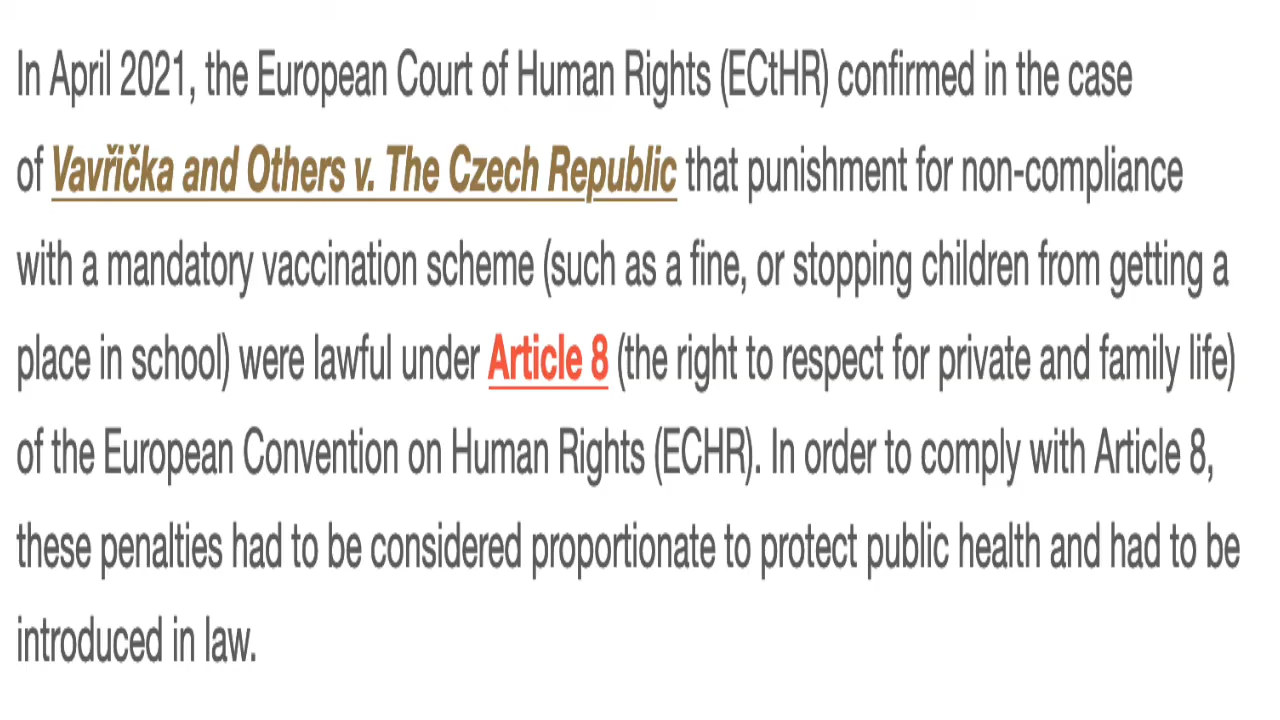 In April 2021, the European Court of Human Rights (ECtHR) confirmed in the case
of Vavřička and Others v. The Czech Republic that punishment for non-compliance
with a mandatory vaccination scheme (such as a fine, or stopping children from getting a
place in school) were lawful under Article 8 (the right to respect for private and family life)
of the European Convention on Human Rights (ECHR). In order to comply with Article 8,
these penalties had to be considered proportionate to protect public health and had to be
introduced in law.